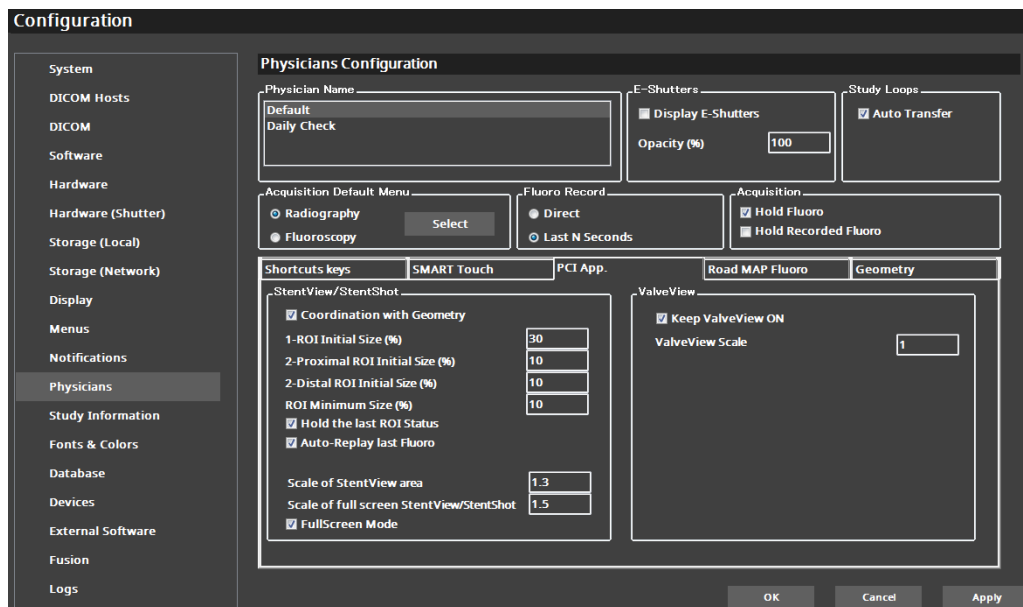 Configuration
System
DICOM Hosts
DICOM
Software
Hardware
Hardware (Shutter)
Storage (Local)
Storage (Network)
Display
Menus
Notifications
Physicians
Study Information
Fonts & Colors
Database
Devices
External Software
Fusion
Logs
Physicians Configuration
Physician Name
Default
Daily Check
E-Shutters
Display E-Shutters
Opacity (%) 100
Study Loops
Auto Transfer
Acquisition Default Menu
Radiography
Fluoroscopy
Select
Fluoro Record
Direct
Last N Seconds
Acquisition
Hold Fluoro
Hold Recorded Fluoro
Shortcuts keys SMART Touch PCI App. Road MAP Fluoro Geometry
StentView/StentShot
Coordination with Geometry
1-ROI Initial Size (%) 30
2-Proximal ROI Initial Size (%) 10
2-Distal ROI Initial Size (%) 10
ROI Minimum Size (%) 10
Hold the last ROI Status
Auto-Replay last Fluoro
Scale of StentView area 1.3
Scale of full screen StentView/StentShot 1.5
FullScreen Mode
ValveView
Keep ValveView ON
ValveView Scale 1
OK Cancel Apply